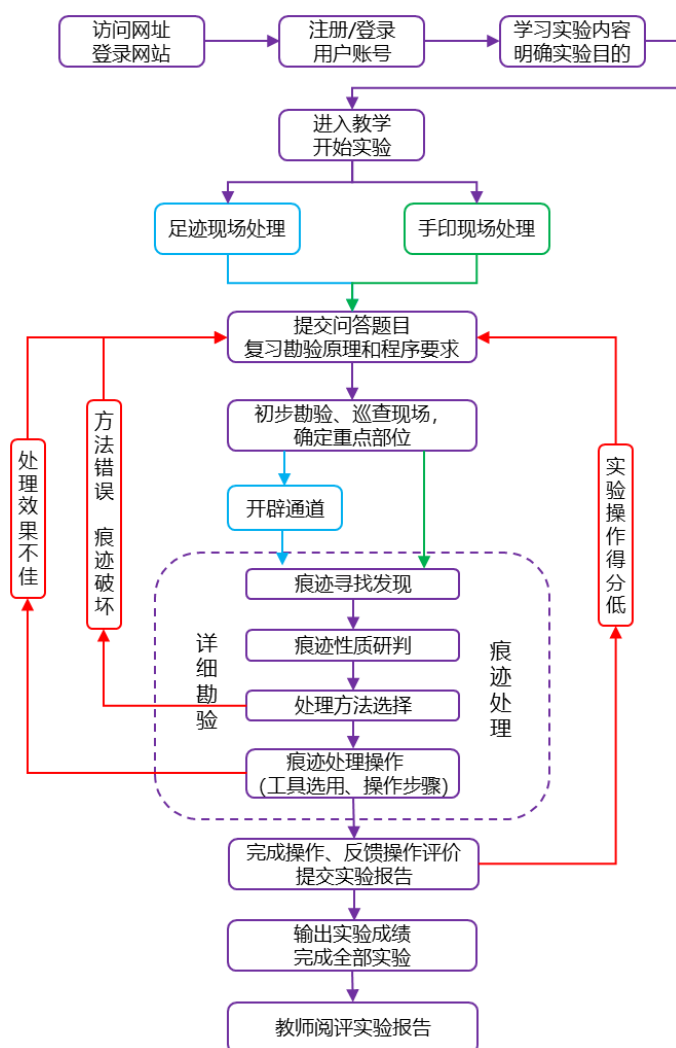 访问网址
登录网站
注册/登录
用户账号
学习实验内容
明确实验目的
进入教学
开始实验
足迹现场处理
手印现场处理
提交问答题目
复习勘验原理和程序要求
初步勘验、巡查现场，
确定重点部位
处理效果不佳
方法错误 痕迹破坏
实验操作得分低
开辟通道
痕迹寻找发现
详细勘验
痕迹性质研判
痕迹处理
处理方法选择
痕迹处理操作
(工具选用、操作步骤)
完成操作、反馈操作评价
提交实验报告
输出实验成绩
完成全部实验
教师阅评实验报告